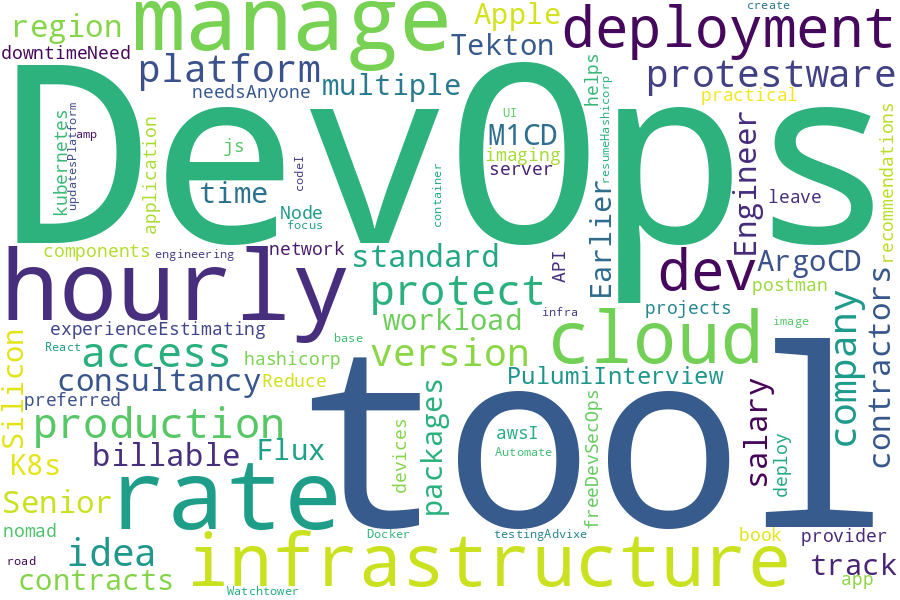 create
region
manage
Apple
deployment
downtimeNeed
Tekton
platform
needsAnyone
multiple
helps
protestware
practical
DevOps
kubernetes
updatesPlatform
amp
application
js
time
Node
focus
codeI
container
UI
M1CD
imaging
server
resumeHashicorp
Earlier
Engineer
leave
recommendations
components
engineering
network
standard
API
dev
ArgoCD
postman
hourly
protect
infra
projects
experienceEstimating
workload
cloud
image
company
contractors
Silicon
React
access
hashicorp
base
version
consultancy
Reduce
PulumiInterview
preferred
production
billable
Flux
devices
packages
awsI
Automate
freeDevSecOps
salary
deploy
tool
K8s
Senior
rate
nomad
idea
Docker
testingAdvixe
book
provider
road
contracts
infrastructure
Watchtower
track
app